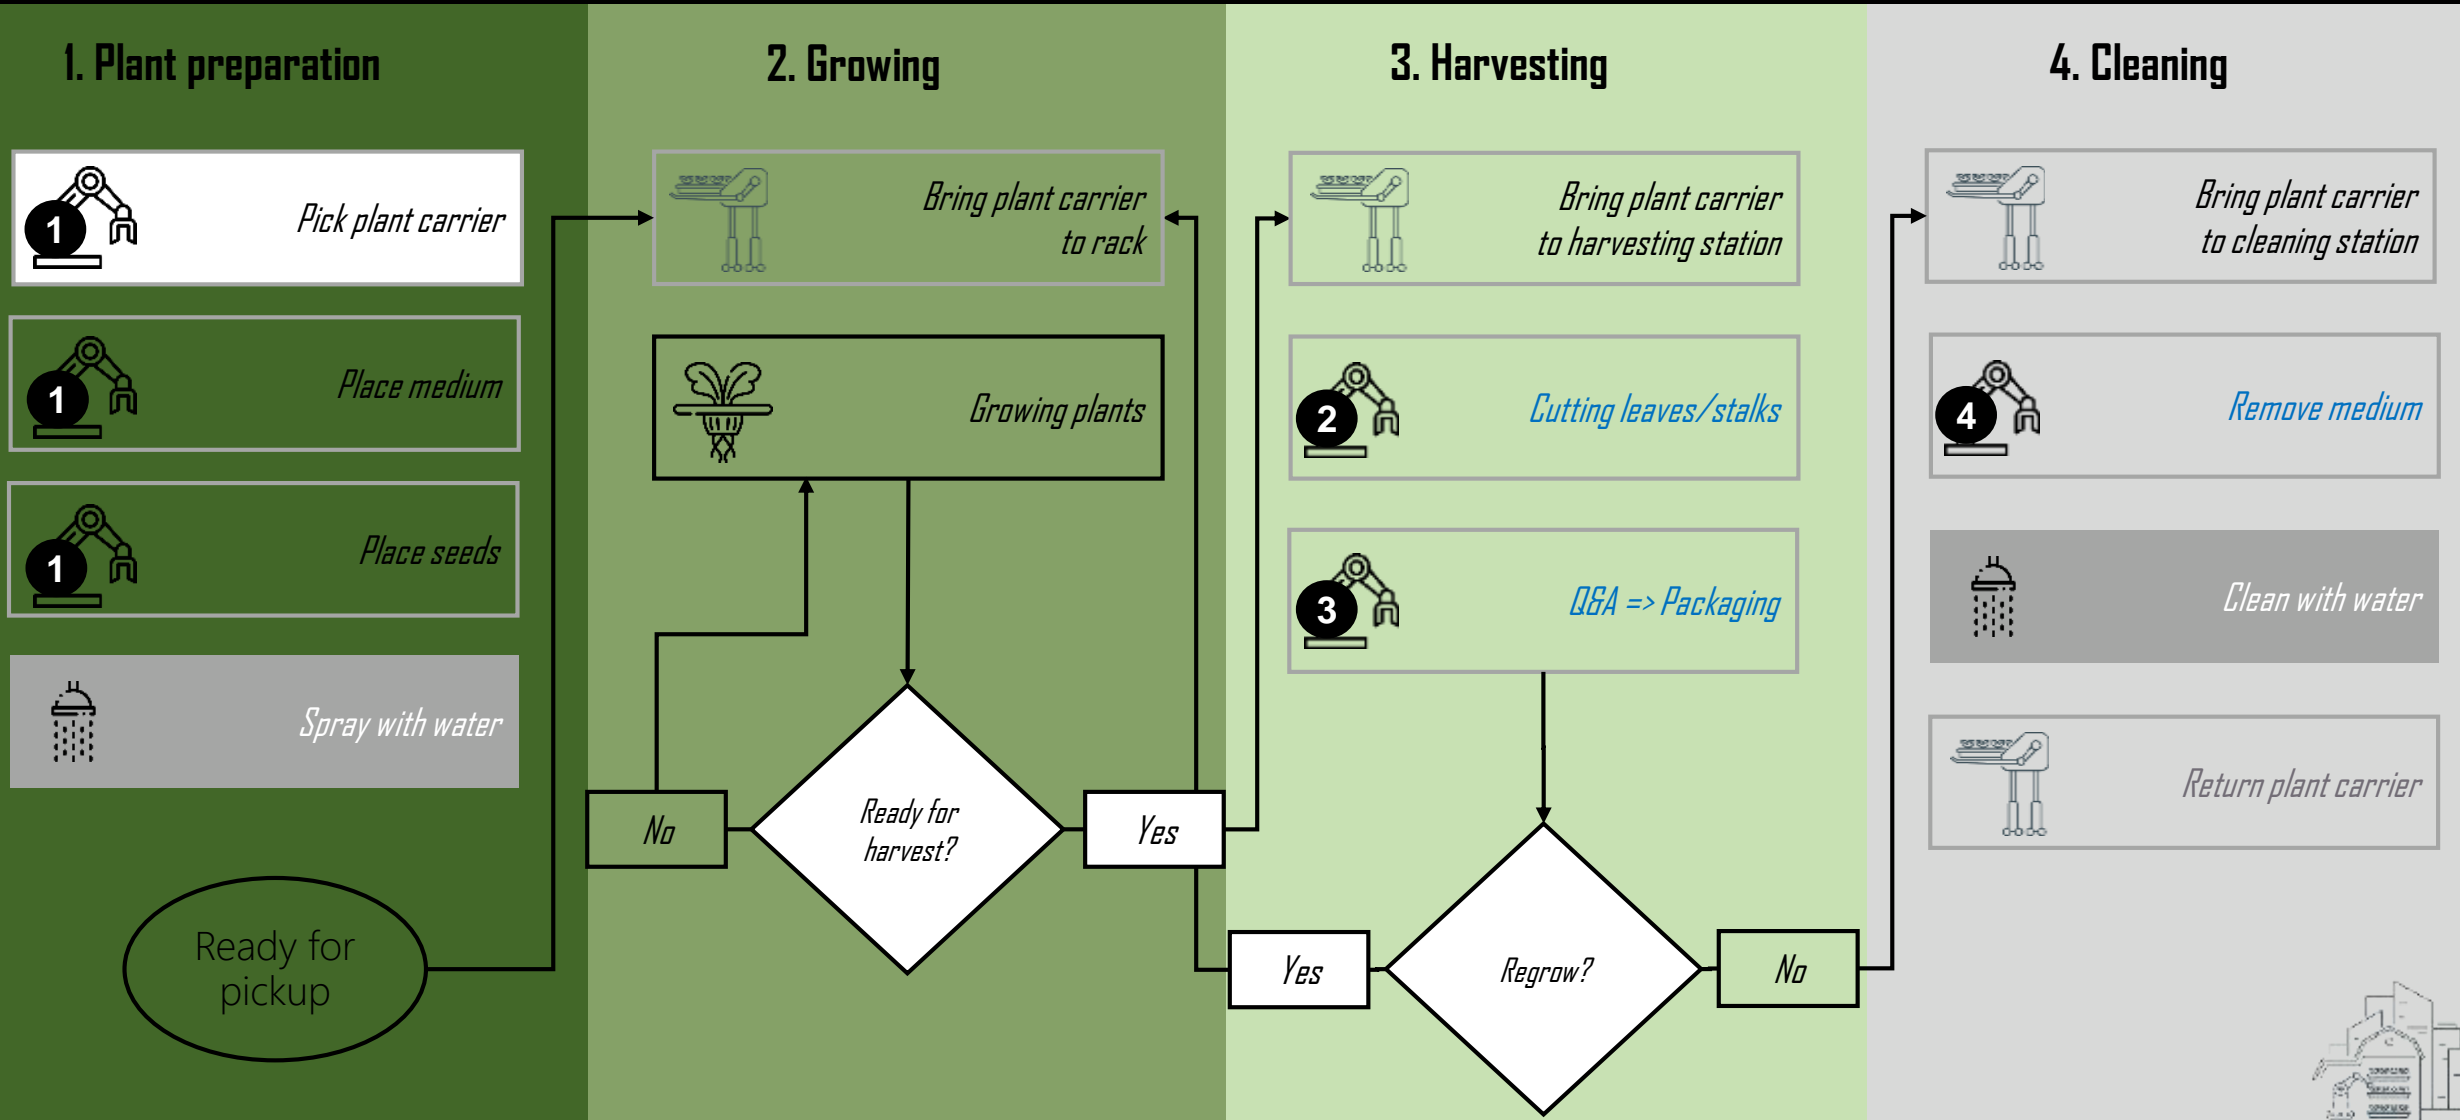 1. Plant preparation
1
Pick plant carrier
1
Place medium
1
Place seeds
Spray with water
Ready for
pickup
2. Growing
Bring plant carrier
to rack
Growing plants
Ready for
harvest?
No
Yes
3. Harvesting
Bring plant carrier
to harvesting station
2
Cutting leaves/stalks
3
Q&A => Packaging
Regrow?
Yes
No
4. Cleaning
Bring plant carrier
to cleaning station
4
Remove medium
Clean with water
Return plant carrier